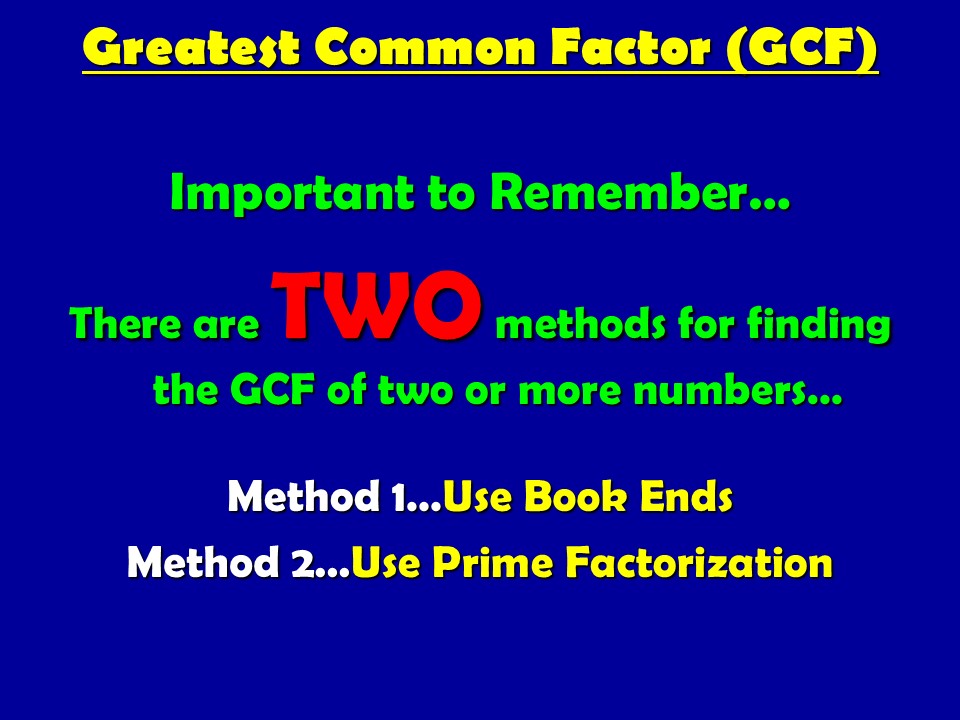 Greatest Common Factor (GCF)
Important to Remember…
There are TWO methods for finding
the GCF of two or more numbers…
Method 1…Use Book Ends
Method 2…Use Prime Factorization